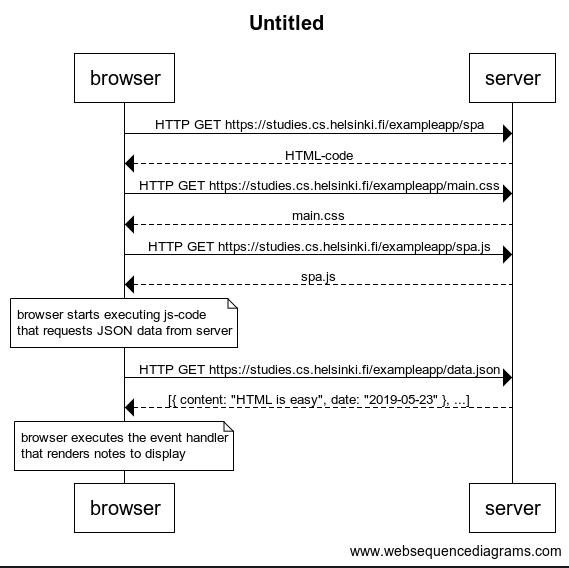 Untitled
browser
server
HTTP GET https://studies.cs.helsinki.fi/exampleapp/spa
HTML-code
HTTP GET https://studies.cs.helsinki.fi/exampleapp/main.css
main.css
HTTP GET https://studies.cs.helsinki.fi/exampleapp/spa.js
spa.js
browser starts executing js-code
that requests JSON data from server
HTTP GET https://studies.cs.helsinki.fi/exampleapp/data.json
[{ content: "HTML is easy", date: "2019-05-23" }, ...]
browser executes the event handler
that renders notes to display
browser
server
www.websequencediagrams.com